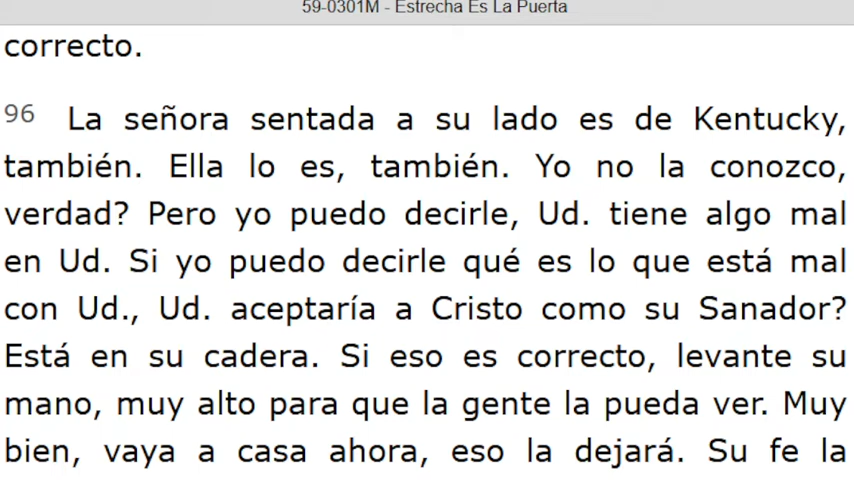 59-0301M - Estrecha Es La Puerta
correcto.
96 La señora sentada a su lado es de Kentucky,
también. Ella lo es, también. Yo no la conozco,
verdad? Pero yo puedo decirle, Ud. tiene algo mal
en Ud. Si yo puedo decirle qué es lo que está mal
con Ud., Ud. aceptaría a Cristo como su Sanador?
Está en su cadera. Si eso es correcto, levante su
mano, muy alto para que la gente la pueda ver. Muy
bien, vaya a casa ahora, eso la dejará. Su fe la